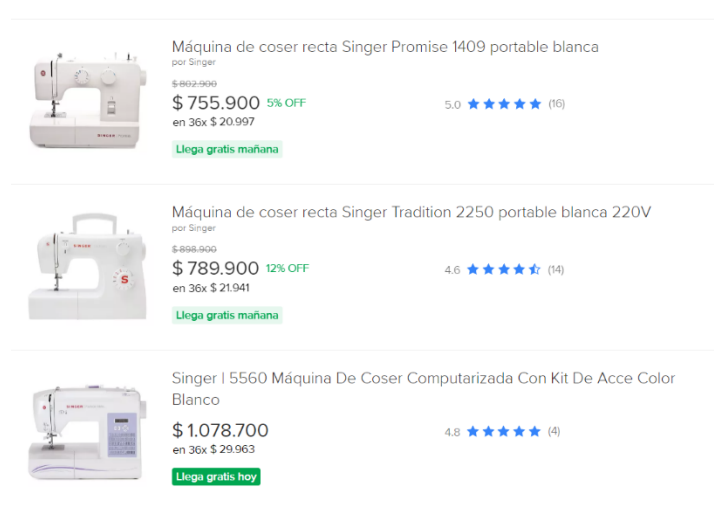 Máquina de coser recta Singer Promise 1409 portable blanca
por Singer
$ 802.900
$ 755.900 5% OFF
en 36x $ 20.997
5.0 (16)
Llega gratis mañana
Máquina de coser recta Singer Tradition 2250 portable blanca 220V
por Singer
$ 898.900
$ 789.900 12% OFF
en 36x $ 21.941
4.6 (14)
Llega gratis mañana
Singer | 5560 Máquina De Coser Computarizada Con Kit De Acce Color
Blanco
$ 1.078.700
en 36x $ 29.963
4.8 (4)
Llega gratis hoy
SINGER
S
SINGER